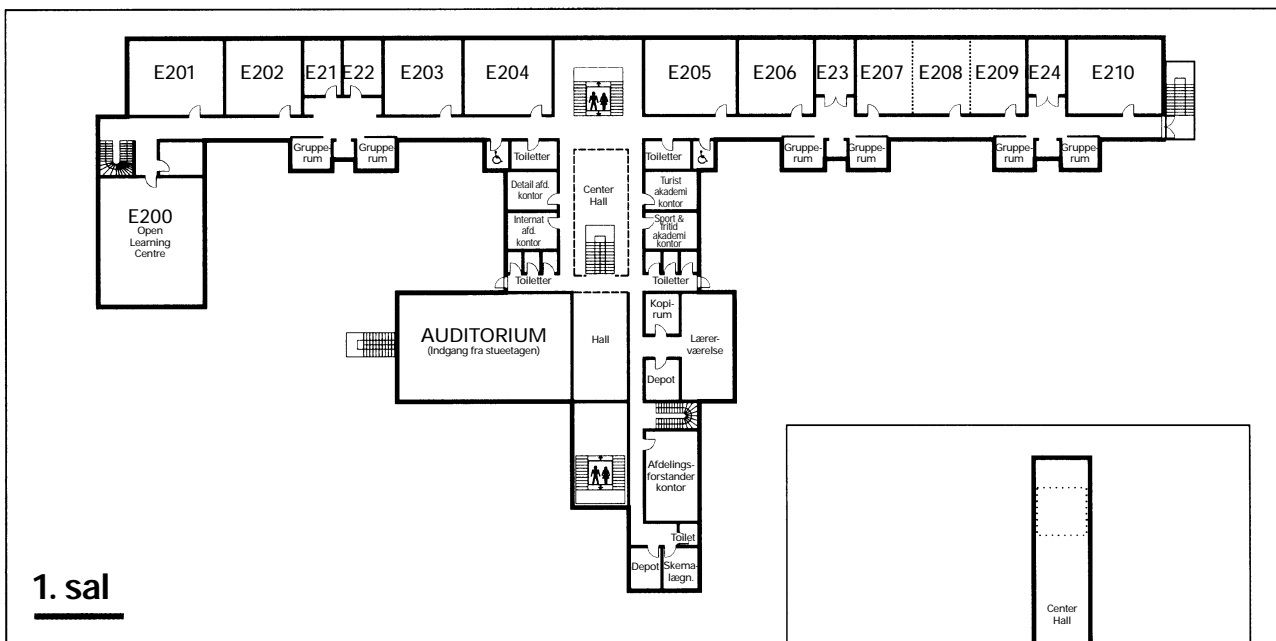 E201
E202
E21
E22
E203
E204
E205
E206
E23
E207
E208
E209
E24
E210
Gruppe-
rum
Gruppe-
rum
Toiletter
Toiletter
Gruppe-
rum
Gruppe-
rum
Gruppe-
rum
Gruppe-
rum
Detail afd.
kontor
Center
Hall
Turist
akademi
kontor
E200
Open
Learning
Centre
Internat
afd.
kontor
Sport &
fritid
akademi
kontor
Toiletter
Toiletter
AUDITORIUM
(Indgang fra stueetagen)
Hall
Kopi-
rum
Lærer-
værelse
Depot
Afdelings-
forstander
kontor
Toilet
Depot
Skema-
lægn.
1. sal
Center
Hall